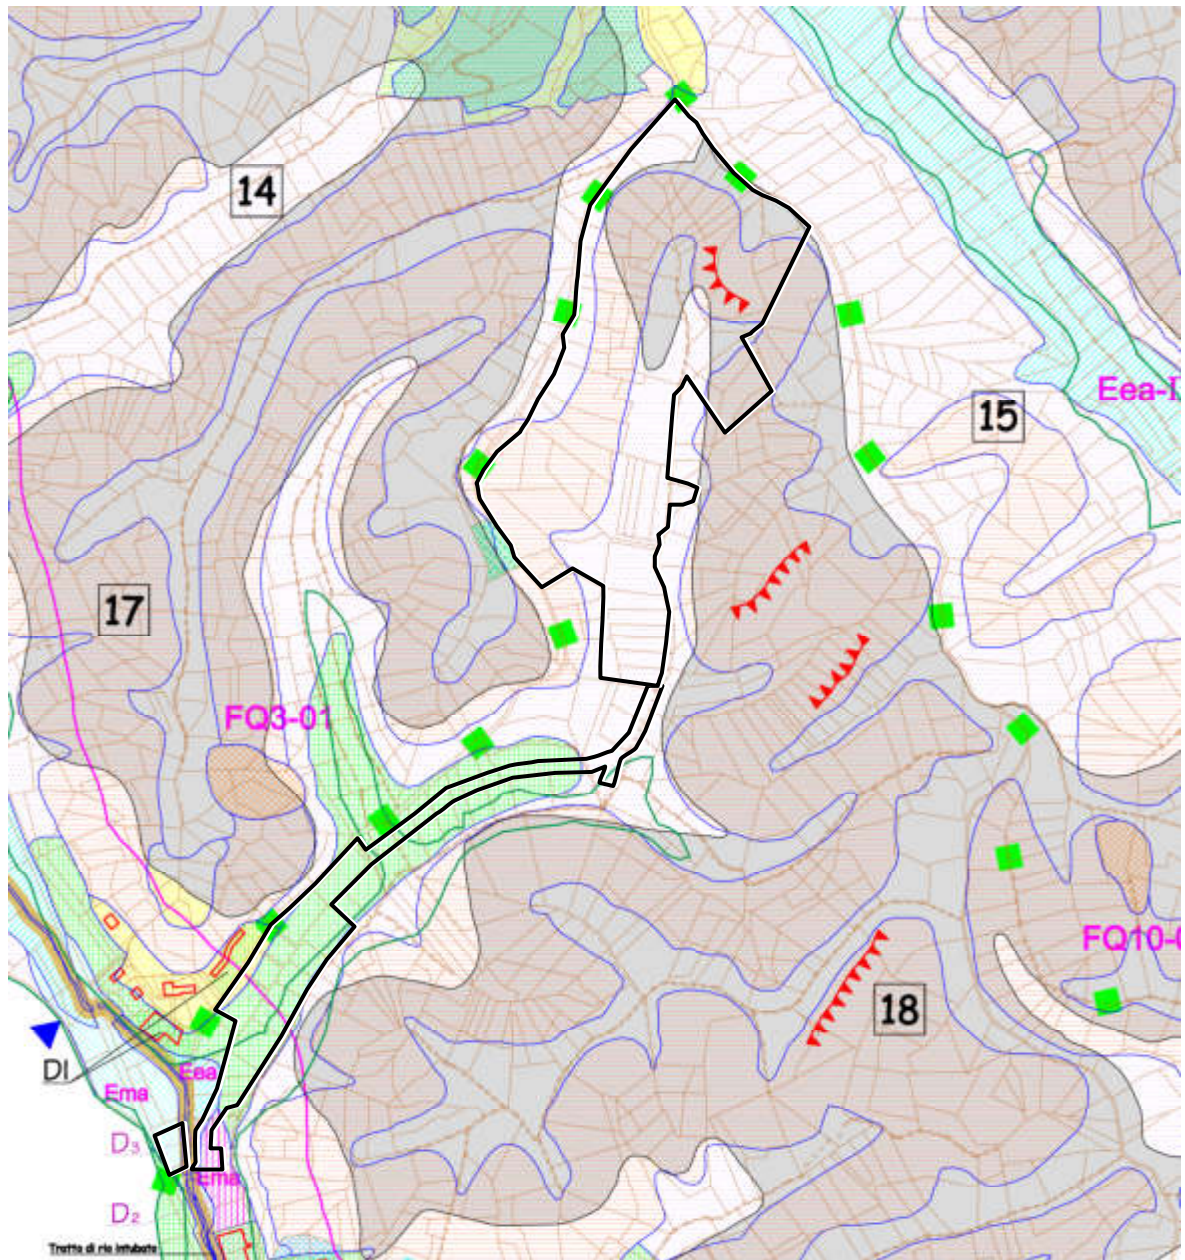 14
15
Eea-I
17
FQ3-01
FQ10-0
18
DI
Eea
Ema
D3
Ema
D2
Tratto di rio intubato